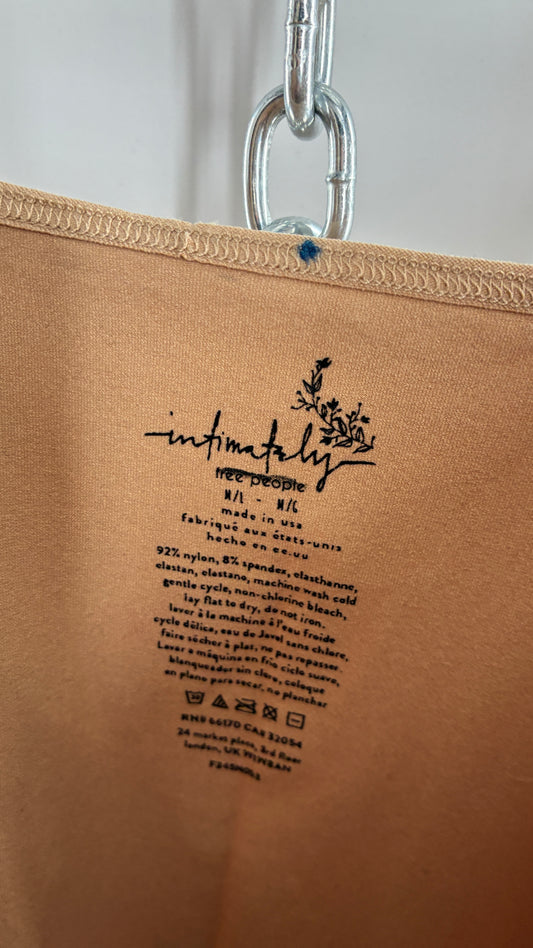 intimately
free people
M/L - M/G
made in usa
fabriqué aux états-unis
hecho en ee.uu
92% nylon, 8% spandex, elasthanne,
elastan, elastano, machine wash cold
gentle cycle, non-chlorine bleach,
lay flat to dry, do not iron.
laver à la machine à l'eau froide
cycle délica, eau de Javel sans chlore,
faire sécher à plat, ne pas repasser
Lavar a máquina en frío ciclo suave,
blanqueador sin cloro, coloque
en plano para secar, no planchar
30
RN# 66170 CA# 32054
24 market place, 3rd floor
london, UK W1W8AN